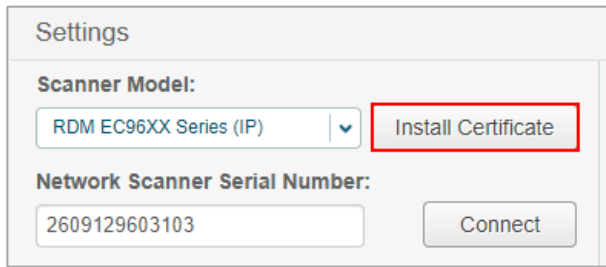 Settings
Scanner Model:
RDM EC96XX Series (IP)
Install Certificate
Network Scanner Serial Number:
2609129603103
Connect